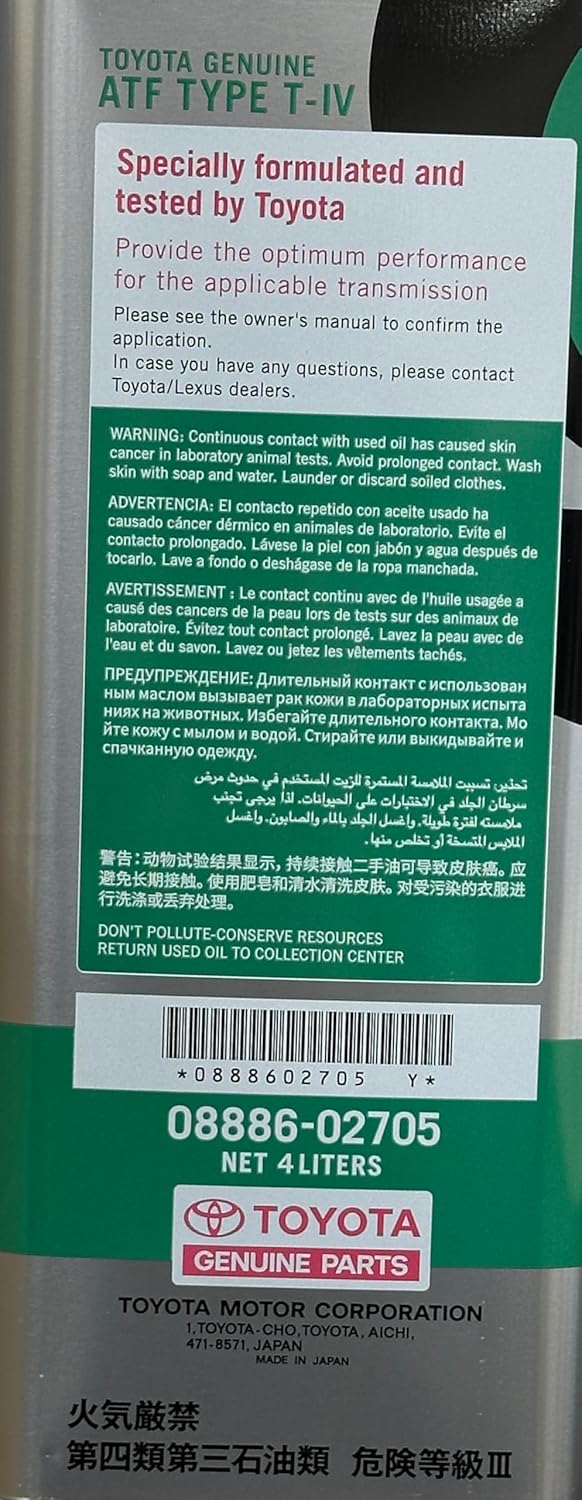 TOYOTA GENUINE
ATF TYPE T-IV
Specially formulated and
tested by Toyota
Provide the optimum performance
for the applicable transmission
Please see the owner's manual to confirm the
application.
In case you have any questions, please contact
Toyota/Lexus dealers.
WARNING: Continuous contact with used oil has caused skin
cancer in laboratory animal tests. Avoid prolonged contact. Wash
skin with soap and water. Launder or discard soiled clothes.
ADVERTENCIA: El contacto repetido con aceite usado ha
causado cáncer dérmico en animales de laboratorio. Evite el
contacto prolongado. Lávese la piel con jabón y agua después de
tocarlo. Lave a fondo o deshágase de la ropa manchada.
AVERTISSEMENT : Le contact continu avec de l'huile usagée a
causé des cancers de la peau lors de tests sur des animaux de
laboratoire. Évitez tout contact prolongé. Lavez la peau avec de
l'eau et du savon. Lavez ou jetez les vêtements tachés.
ПРЕДУПРЕЖДЕНИЕ: Длительный контакт с использован
ным маслом вызывает рак кожи в лабораторных испыта
ниях на животных. Избегайте длительного контакта. Мо
йте кожу с мылом и водой. Стирайте или выкидывайте и
спачканную одежду.
تحذير: تسببت الملامسة المستمرة للزيت المستخدم في حدوث مرض
سرطان الجلد في الاختبارات على الحيوانات. لذا يرجى تجنب
ملامسته لفترة طويلة. واغسل الجلد بالماء والصابون. واغسل
الملابس المتسخة أو تخلص منها.
警告：动物试验结果显示，持续接触二手油可导致皮肤癌。应
避免长期接触。使用肥皂和清水清洗皮肤。对受污染的衣服进
行洗涤或丢弃处理。
DON'T POLLUTE-CONSERVE RESOURCES
RETURN USED OIL TO COLLECTION CENTER
*0888602705 Y*
08886-02705
NET 4 LITERS
TOYOTA
GENUINE PARTS
TOYOTA MOTOR CORPORATION
1,TOYOTA-CHO,TOYOTA, AICHI,
471-8571, JAPAN
MADE IN JAPAN
火気厳禁
第四類第三石油類 危険等級Ⅲ